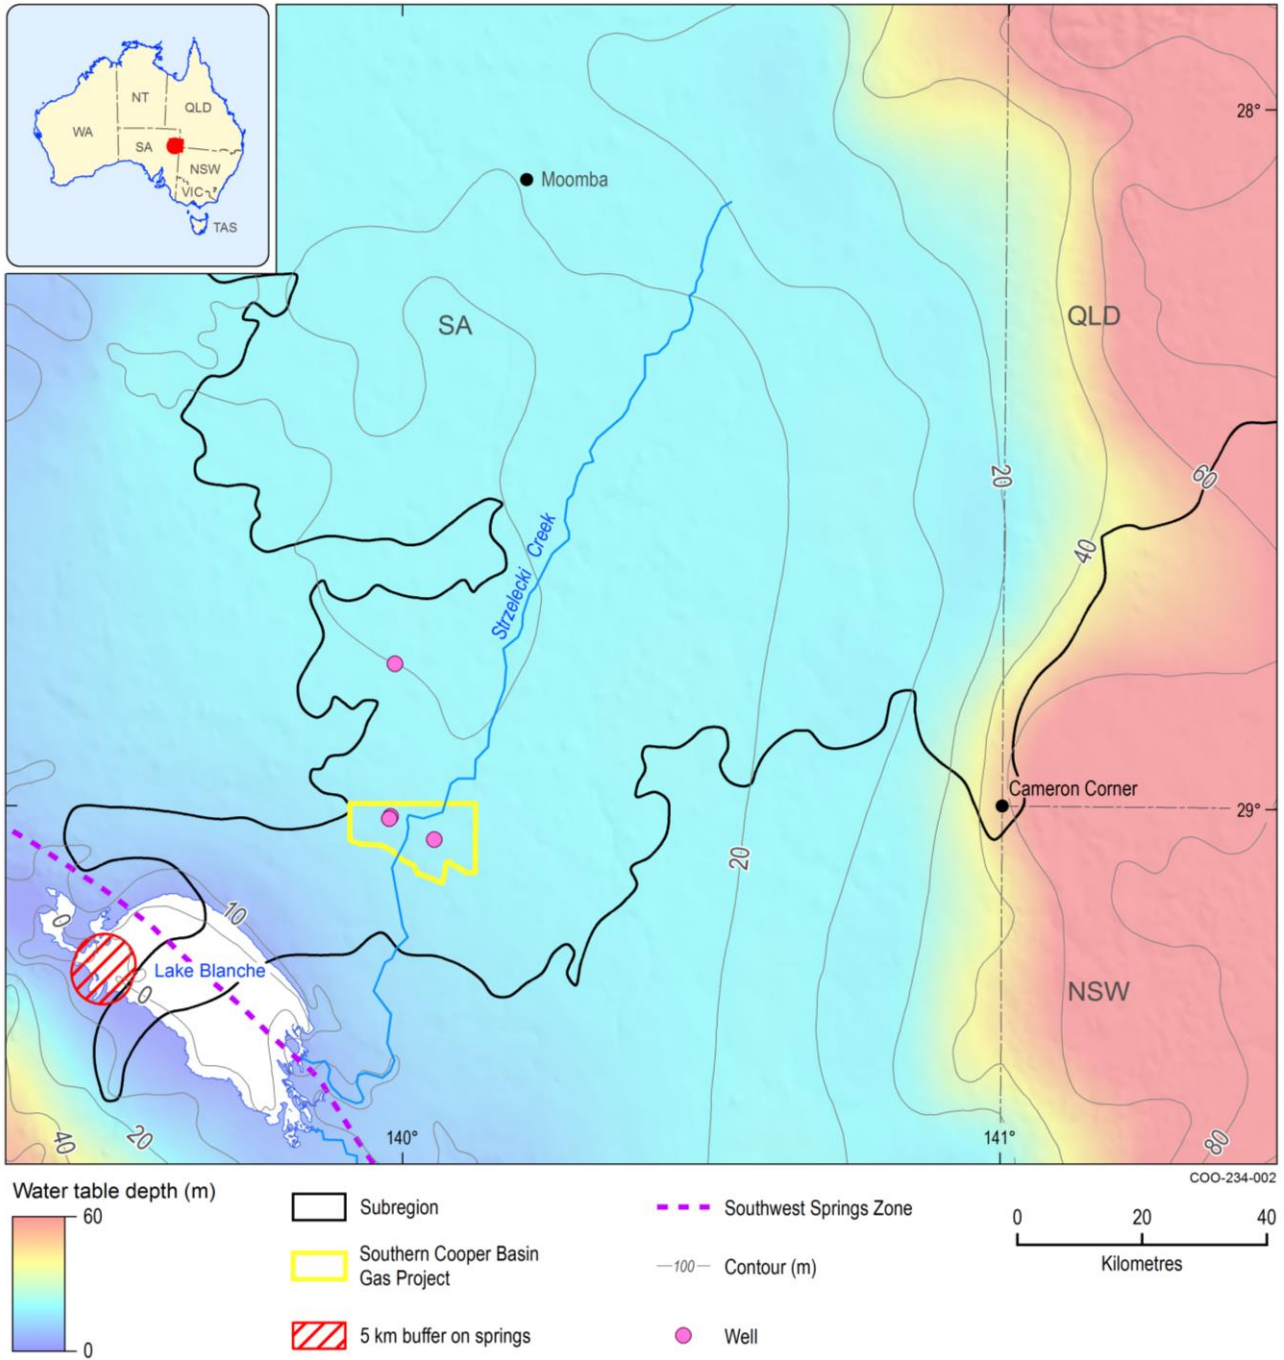 NT
QLD
WA
SA
NSW
VIC
TAS
28°
Moomba
SA
QLD
20
60
40
Strzelecki Creek
Cameron Corner
29°
20
0
10
Lake Blanche
0
NSW
40
20
140°
141°
80
COO-234-002
Water table depth (m)
60
0
Subregion
Southern Cooper Basin
Gas Project
5 km buffer on springs
Southwest Springs Zone
100
Contour (m)
Well
0 20 40
Kilometres